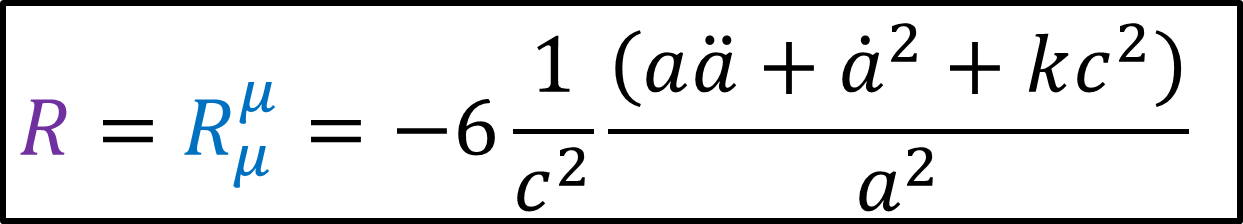 R = R^μ_μ = −6 1/c² (aä + ȧ² + kc²)/a²